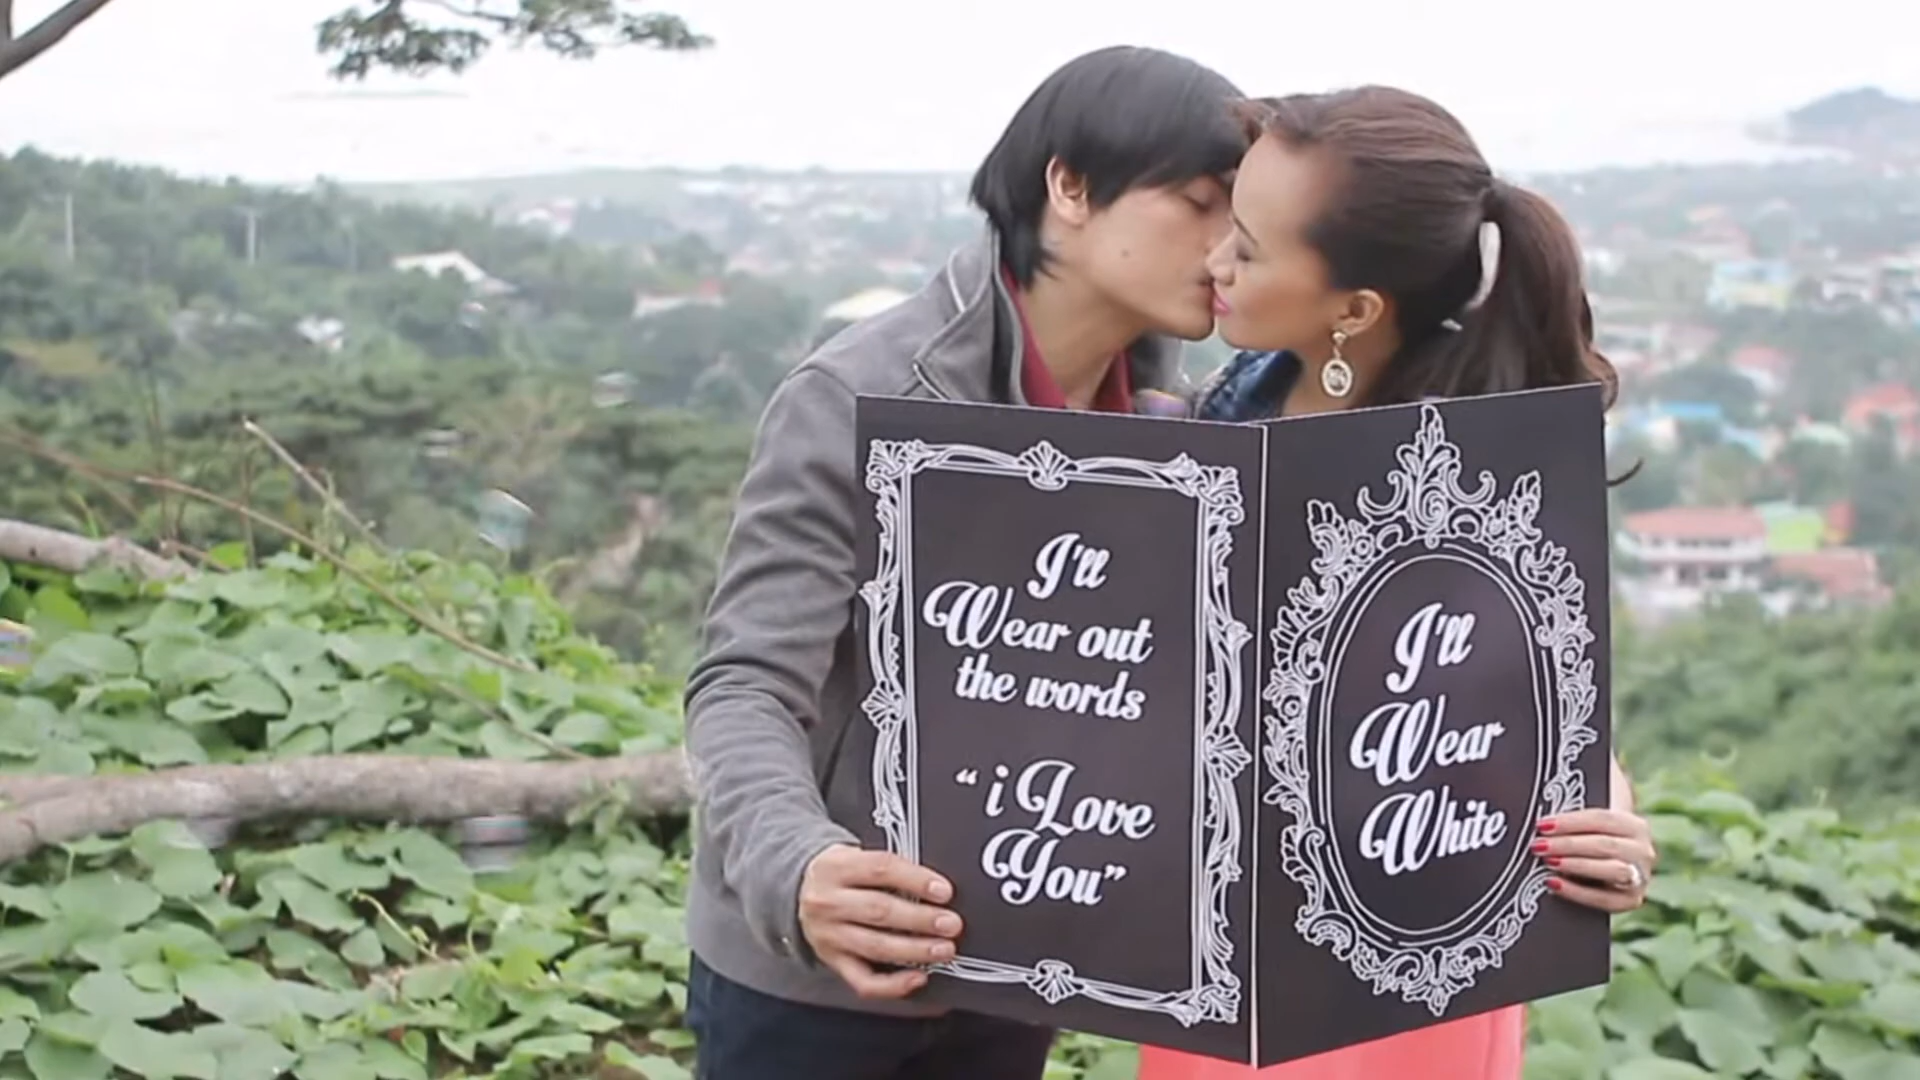 I'll
Wear out
the words
“ i Love
You”
I'll
Wear
White